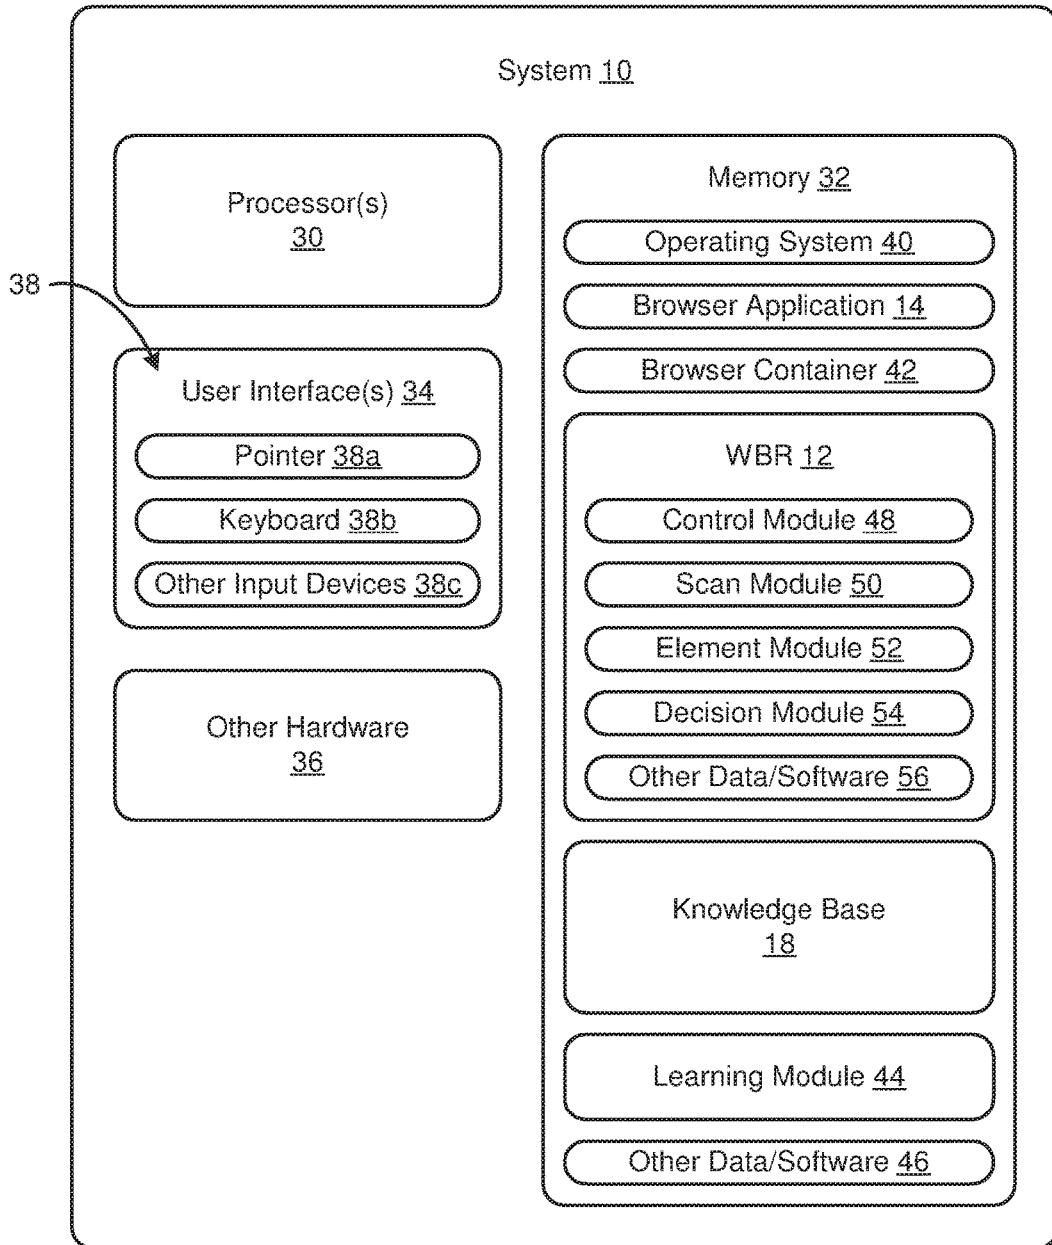 System 10
Processor(s)
30
38
User Interface(s) 34
Pointer 38a
Keyboard 38b
Other Input Devices 38c
Other Hardware
36
Memory 32
Operating System 40
Browser Application 14
Browser Container 42
WBR 12
Control Module 48
Scan Module 50
Element Module 52
Decision Module 54
Other Data/Software 56
Knowledge Base
18
Learning Module 44
Other Data/Software 46